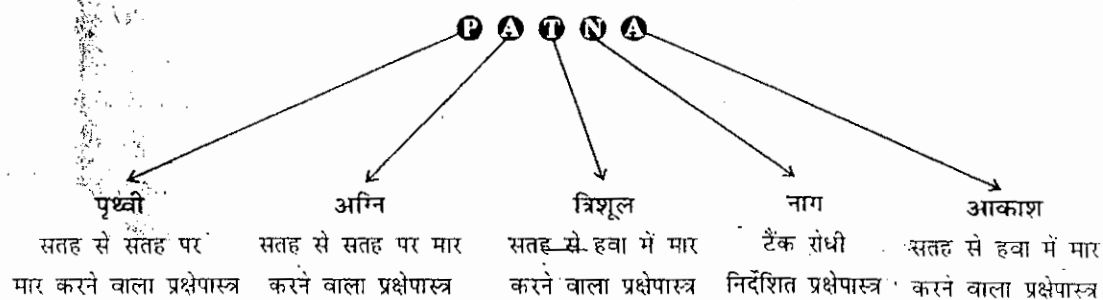 P A T N A
पृथ्वी अग्नि त्रिशूल नाग आकाश
सतह से सतह पर सतह से सतह पर मार सतह से हवा में मार टैंक रोधी सतह से हवा में मार
मार करने वाला प्रक्षेपास्त्र करने वाला प्रक्षेपास्त्र करने वाला प्रक्षेपास्त्र निर्देशित प्रक्षेपास्त्र करने वाला प्रक्षेपास्त्र